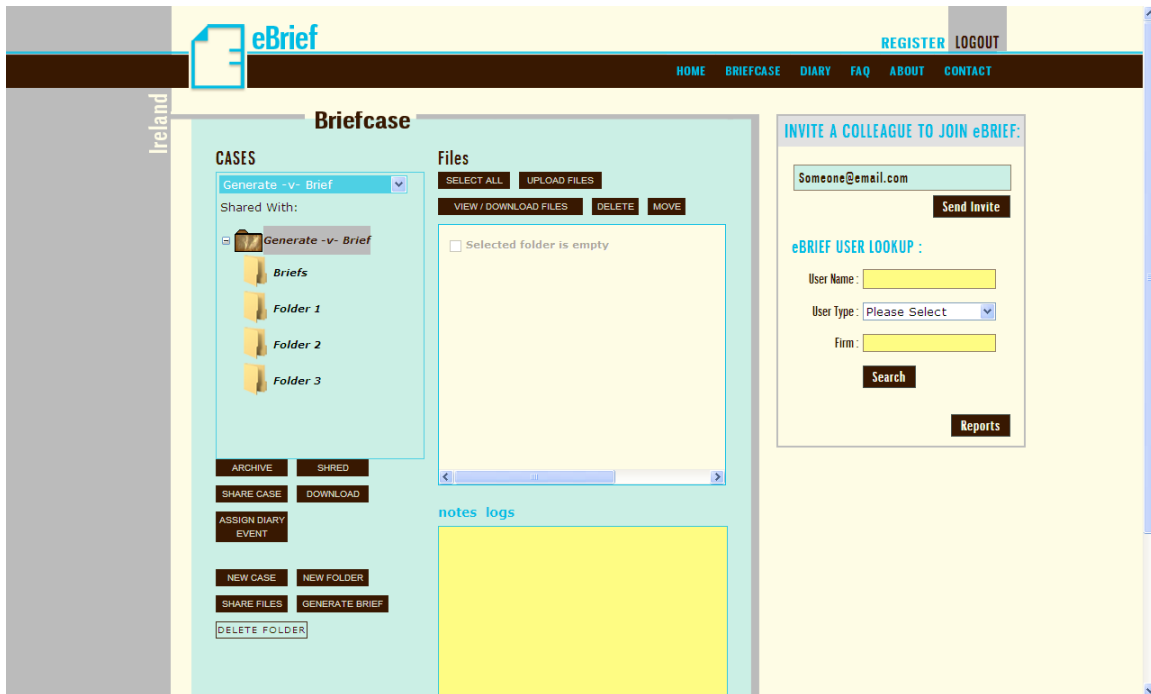 eBrief
REGISTER LOGOUT
HOME BRIEFCASE DIARY FAQ ABOUT CONTACT
Ireland
Briefcase
CASES
Generate -v- Brief
Shared With:
Generate -v- Brief
Briefs
Folder 1
Folder 2
Folder 3
ARCHIVE SHRED
SHARE CASE DOWNLOAD
ASSIGN DIARY
EVENT
NEW CASE NEW FOLDER
SHARE FILES GENERATE BRIEF
DELETE FOLDER
Files
SELECT ALL UPLOAD FILES
VIEW / DOWNLOAD FILES DELETE MOVE
Selected folder is empty
notes logs
INVITE A COLLEAGUE TO JOIN eBRIEF:
Someone@email.com
Send Invite
eBRIEF USER LOOKUP :
User Name :
User Type : Please Select
Firm :
Search
Reports